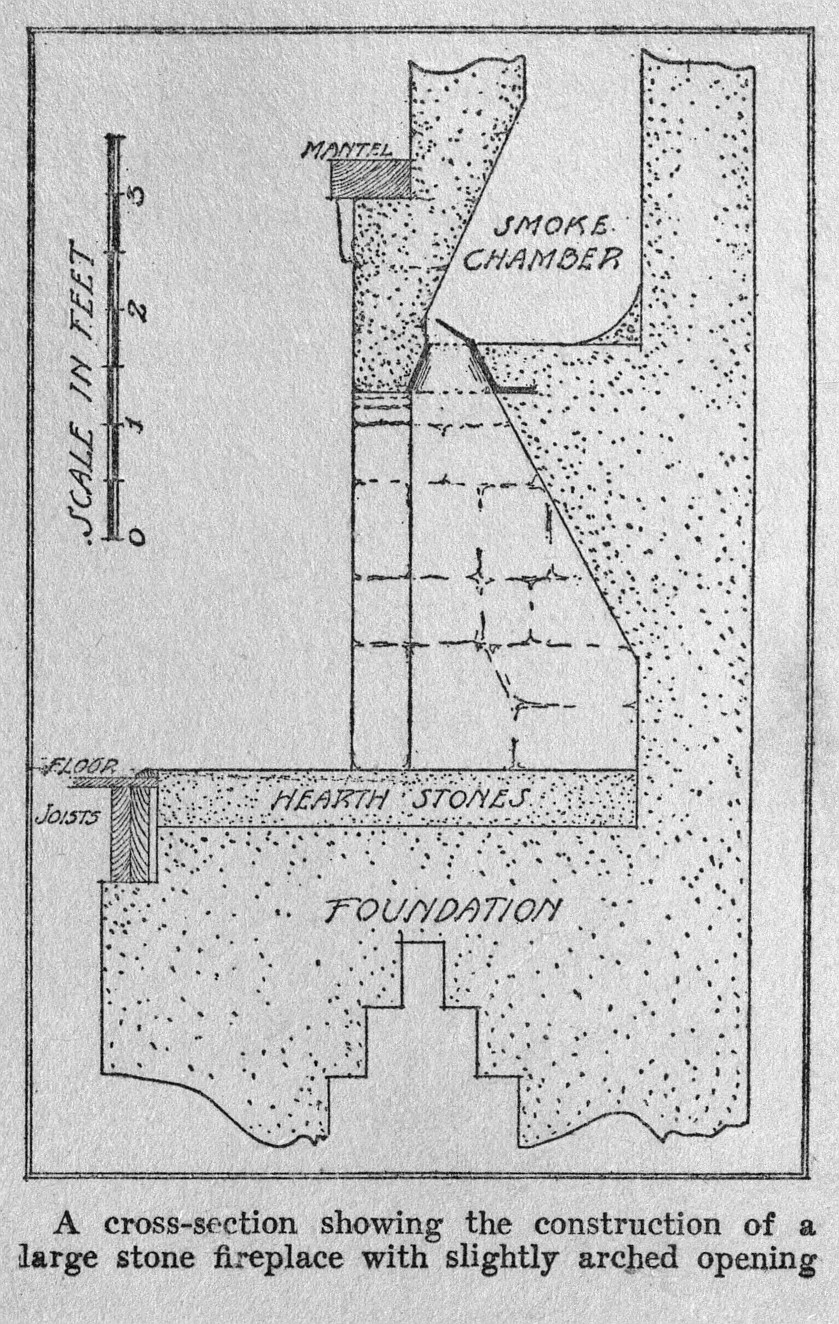 MANTEL
SMOKE
CHAMBER
SCALE IN FEET
3
2
1
0
FLOOR
JOISTS
HEARTH STONES
FOUNDATION
A cross-section showing the construction of a
large stone fireplace with slightly arched opening